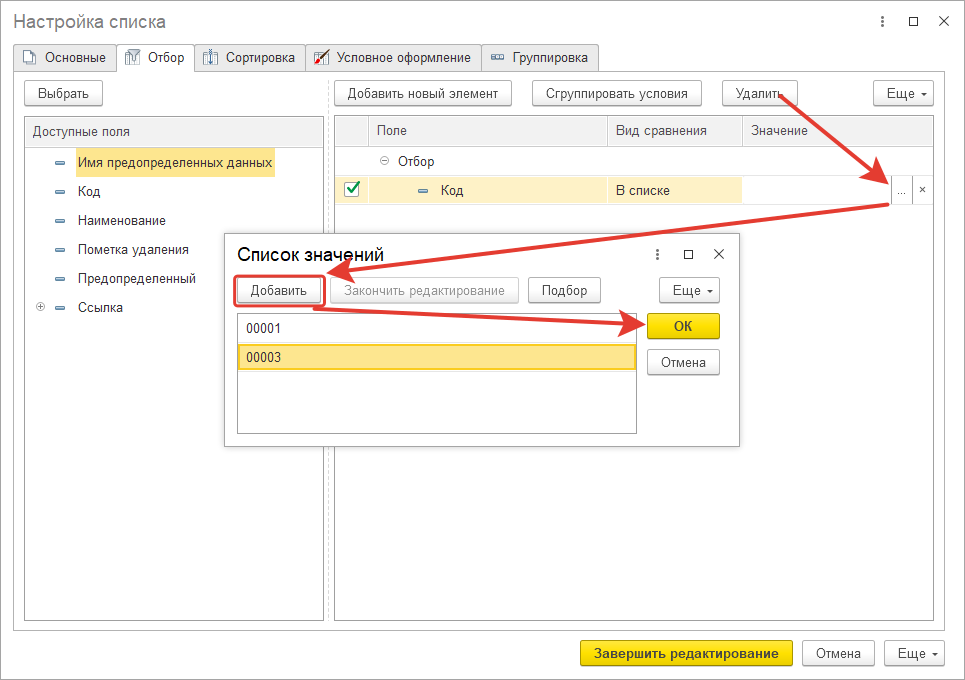 Настройка списка
Основные
Отбор
Сортировка
Условное оформление
Группировка
Выбрать
Добавить новый элемент
Сгруппировать условия
Удалить
Еще
Доступные поля
Поле
Вид сравнения
Значение
Имя предопределенных данных
Код
Наименование
Пометка удаления
Предопределенный
Ссылка
Отбор
Код
В списке
...
×
Список значений
Добавить
Закончить редактирование
Подбор
Еще
00001
00003
ОК
Отмена
Завершить редактирование
Отмена
Еще